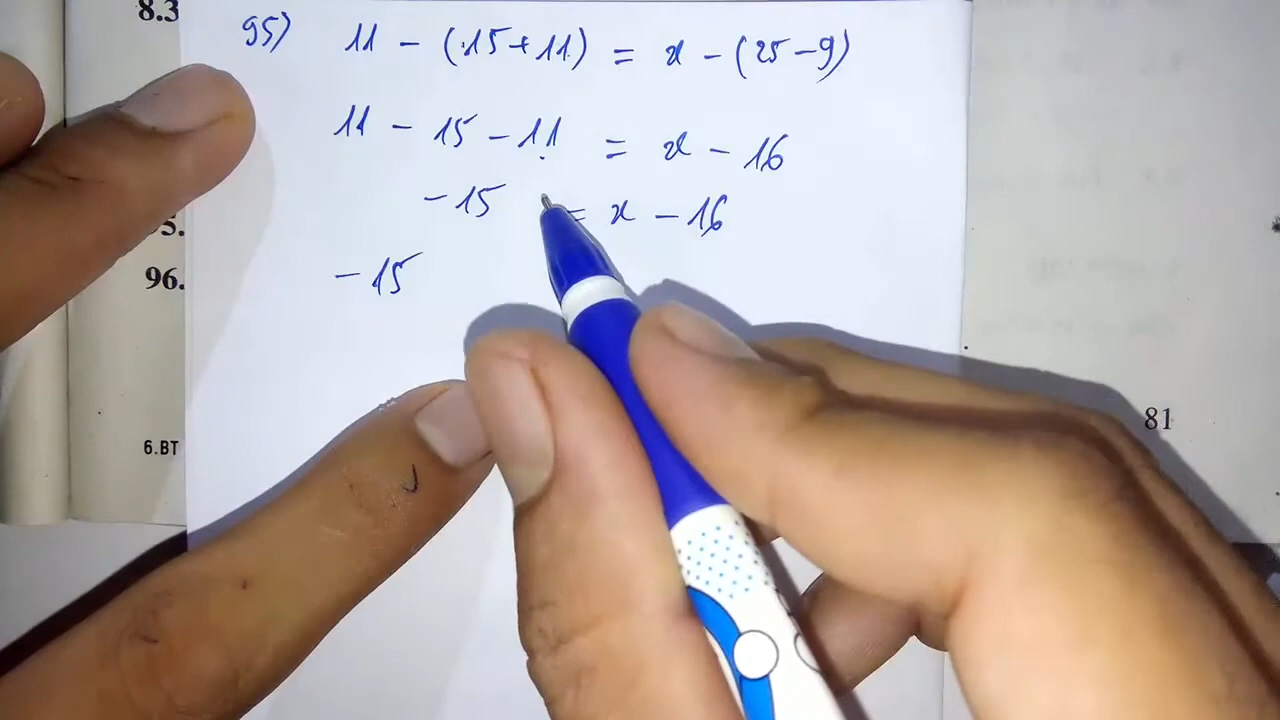 8.3
95) 11 - (15+11) = x - (25-9)
11 - 15 - 11 = x - 16
-15 = x - 16
5.
96.
-15
81
6.BT